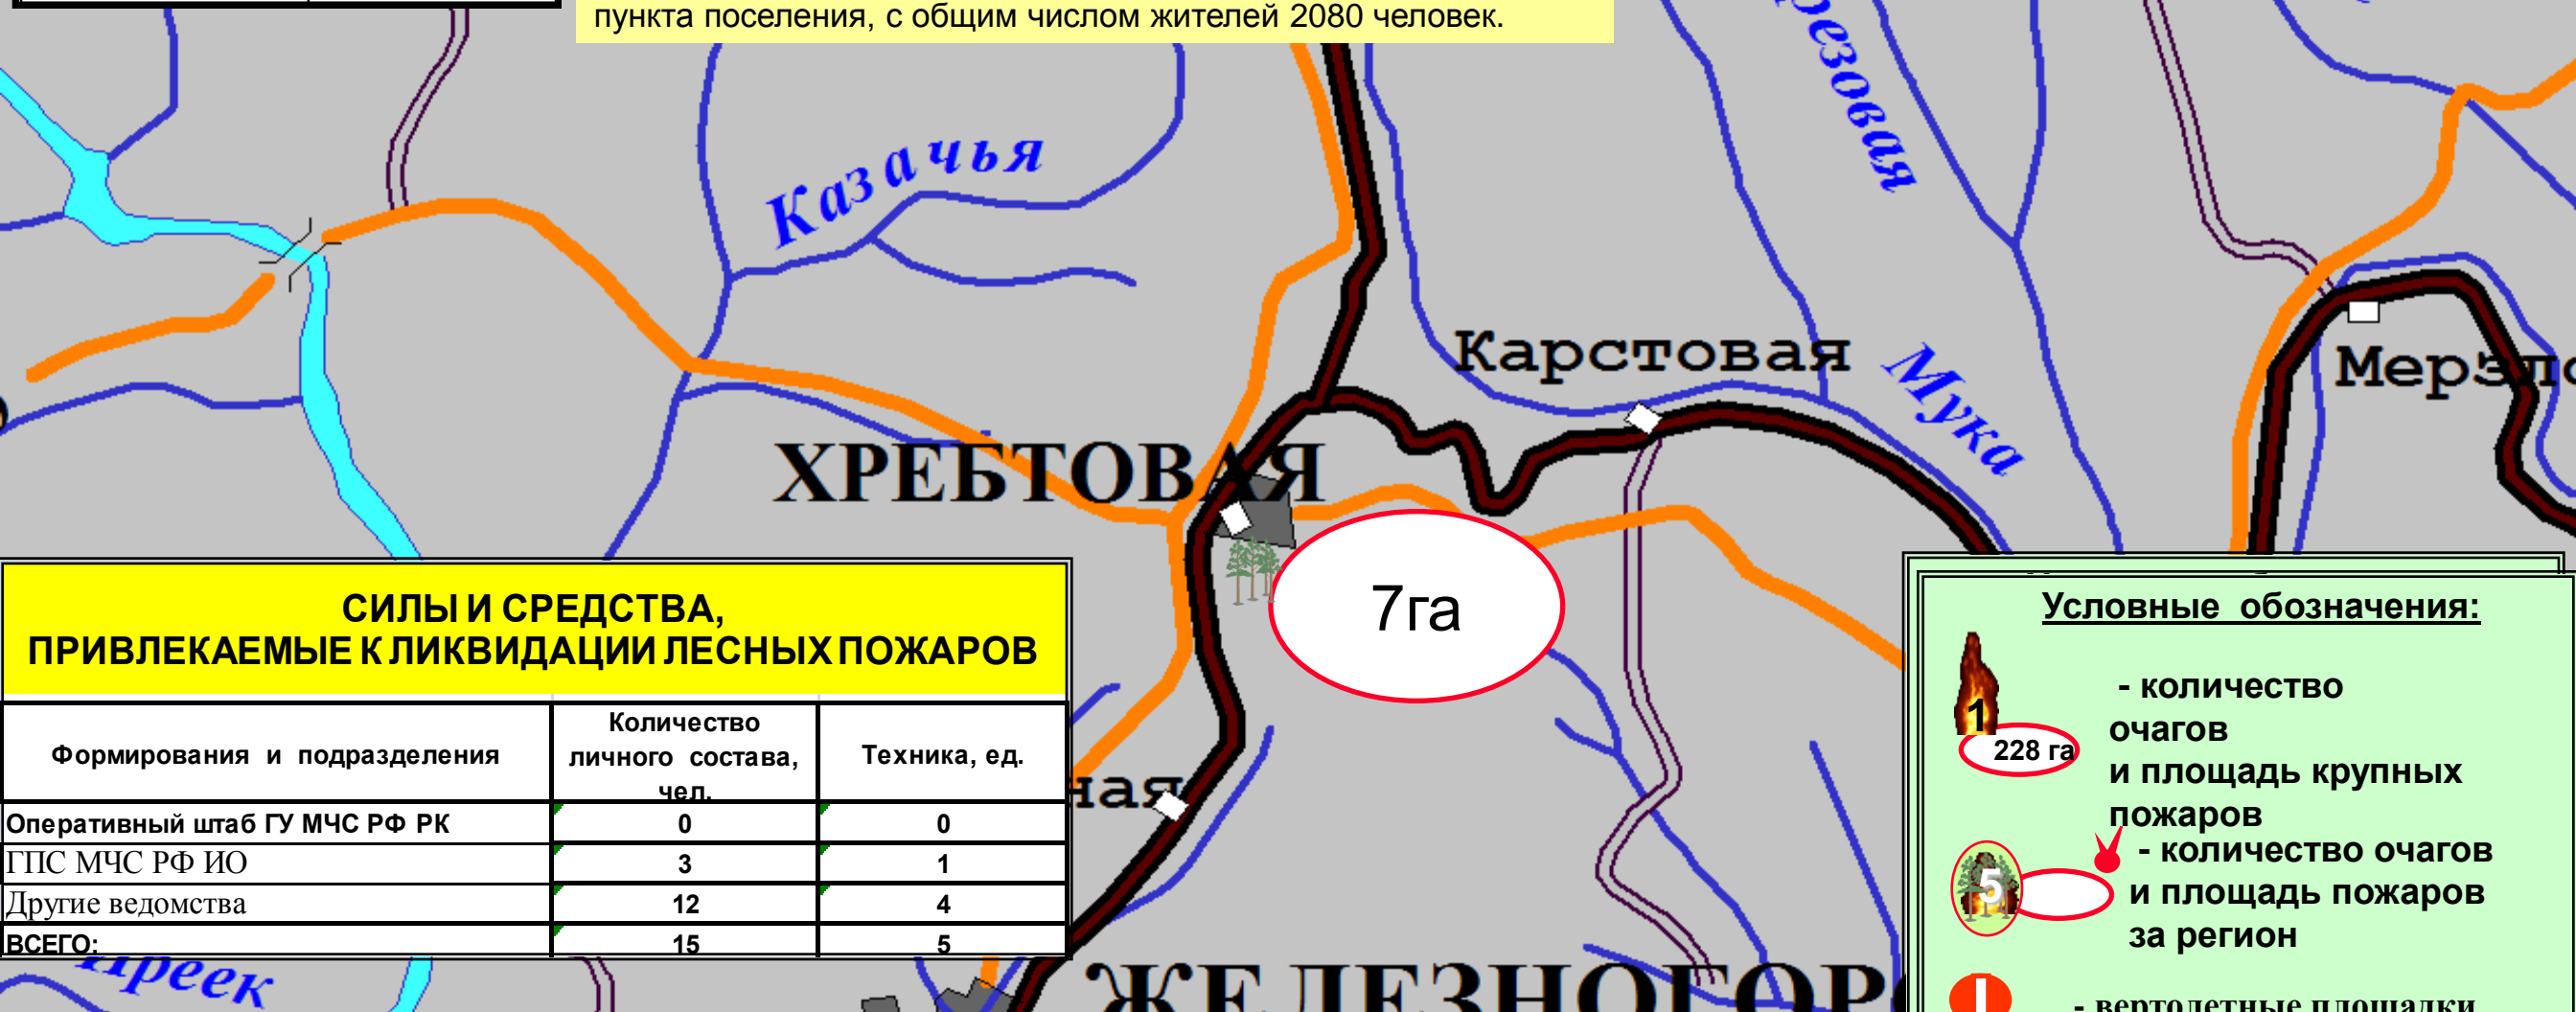 пункта поселения, с общим числом жителей 2080 человек.
Казачья
Карстовая
Мука
ХРЕБТОВАЯ
7га
СИЛЫ И СРЕДСТВА,
ПРИВЛЕКАЕМЫЕ К ЛИКВИДАЦИИ ЛЕСНЫХ ПОЖАРОВ
Формирования и подразделения
Количество
личного состава,
чел.
Техника, ед.
Оперативный штаб ГУ МЧС РФ РК 0 0
ГПС МЧС РФ ИО 3 1
Другие ведомства 12 4
ВСЕГО: 15 5
Условные обозначения:
1
228 га
- количество
очагов
и площадь крупных
пожаров
5
- количество очагов
и площадь пожаров
за регион
- вертолетные площадки